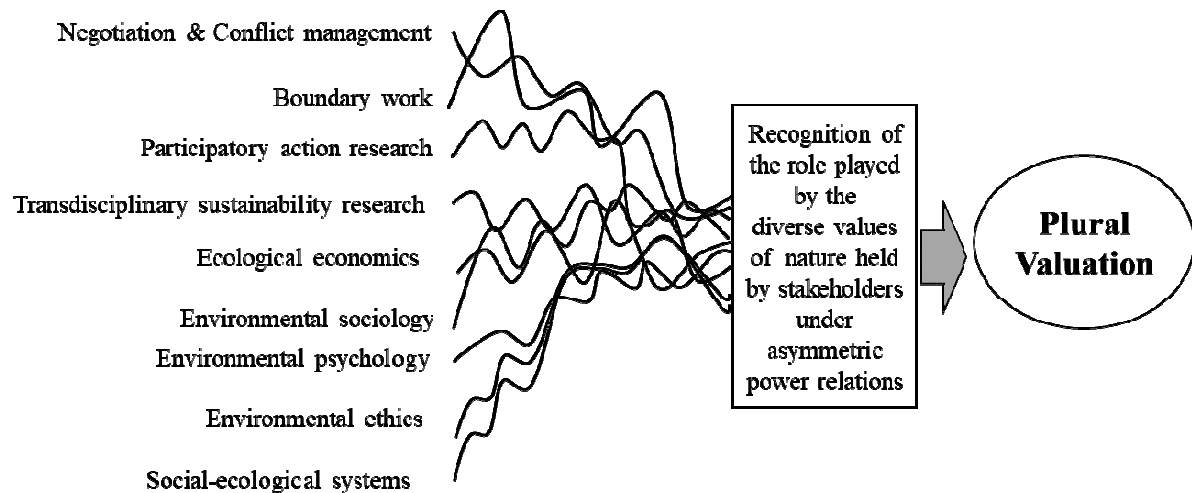 Negotiation & Conflict management
Boundary work
Participatory action research
Transdisciplinary sustainability research
Ecological economics
Environmental sociology
Environmental psychology
Environmental ethics
Social-ecological systems
Recognition of
the role played
by the
diverse values
of nature held
by stakeholders
under
asymmetric
power relations
Plural
Valuation